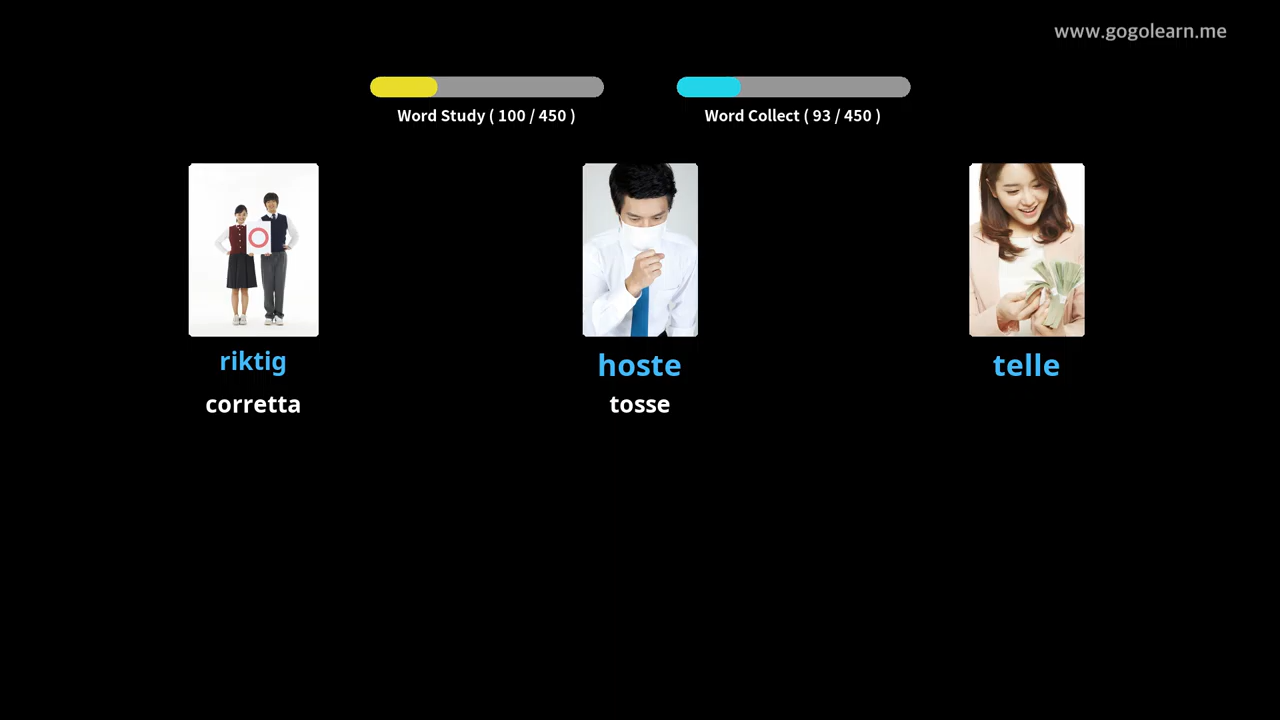 www.gogolearn.me
Word Study ( 100 / 450 )
Word Collect ( 93 / 450 )
riktig
hoste
telle
corretta
tosse